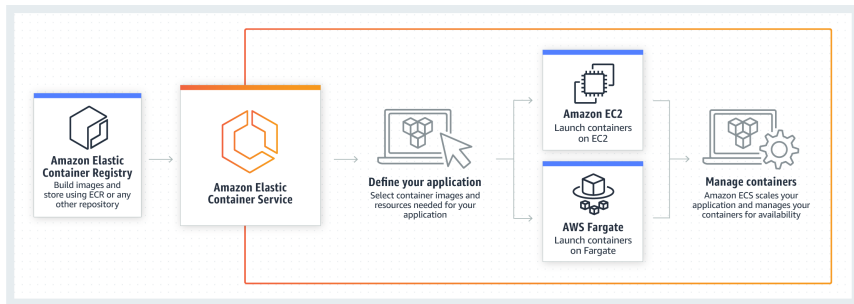 Amazon Elastic
Container Registry
Build images and
store using ECR or any
other repository
Amazon Elastic
Container Service
Define your application
Select container images and
resources needed for your
application
Amazon EC2
Launch containers
on EC2
AWS Fargate
Launch containers
on Fargate
Manage containers
Amazon ECS scales your
application and manages your
containers for availability